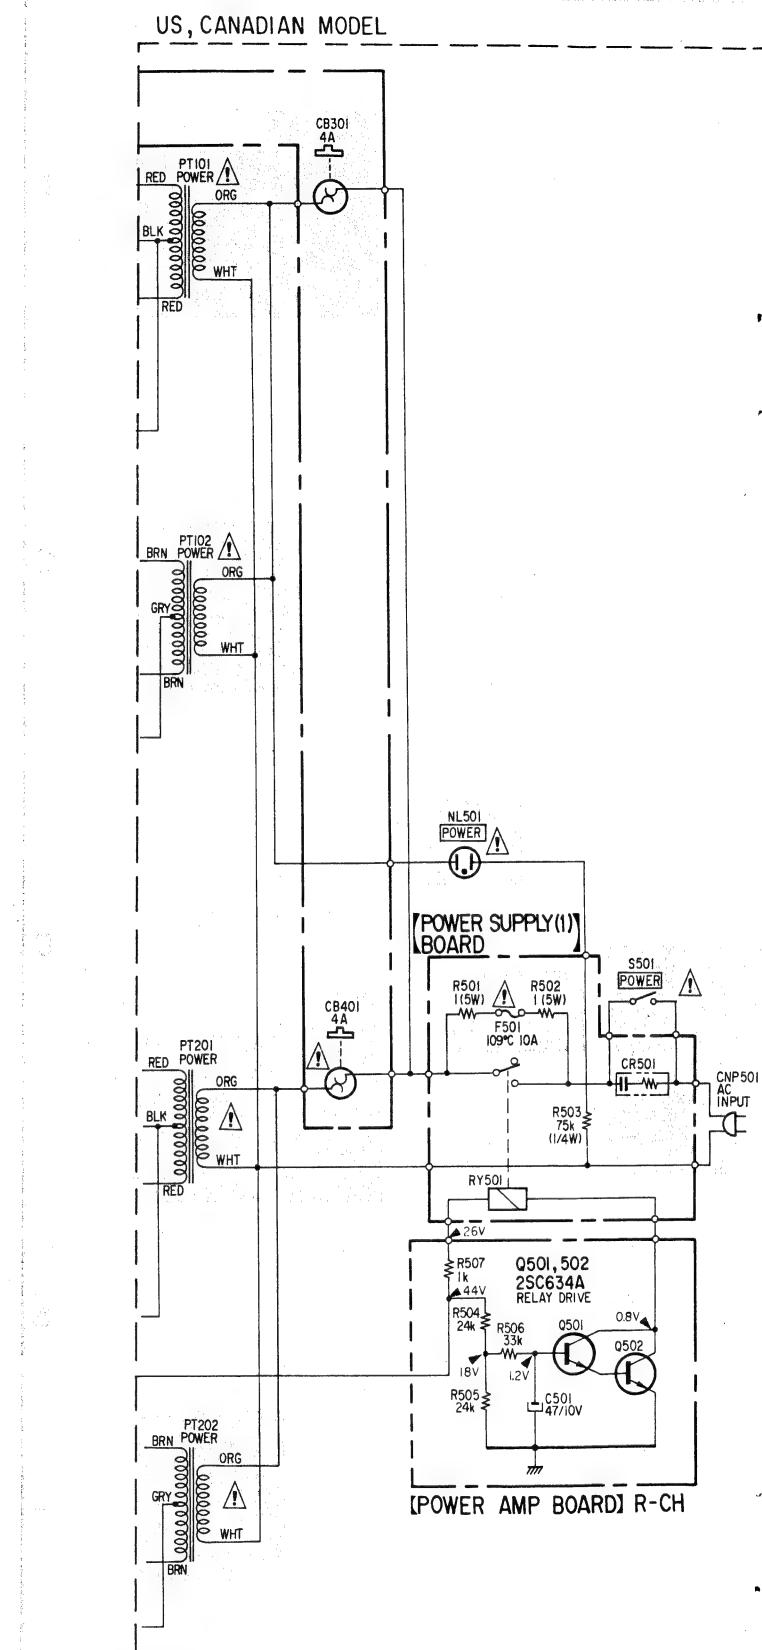 US, CANADIAN MODEL
CB301
4A
PT101
POWER
RED
ORG
BLK
WHT
RED
PT102
POWER
BRN
ORG
GRY
WHT
BRN
NL501
POWER
[POWER SUPPLY(1)]
BOARD
S501
POWER
R501
1(5W)
R502
1(5W)
F501
109°C 10A
CB401
4A
PT201
POWER
RED
ORG
BLK
WHT
RED
CR501
CNP501
AC
INPUT
R503
75k
(1/4W)
RY501
26V
R507
1k
44V
Q501, 502
2SC634A
RELAY DRIVE
R504
24k
R506
33k
Q501
0.8V
Q502
18V
1.2V
R505
24k
C501
47/10V
PT202
POWER
BRN
ORG
GRY
WHT
BRN
[POWER AMP BOARD] R-CH